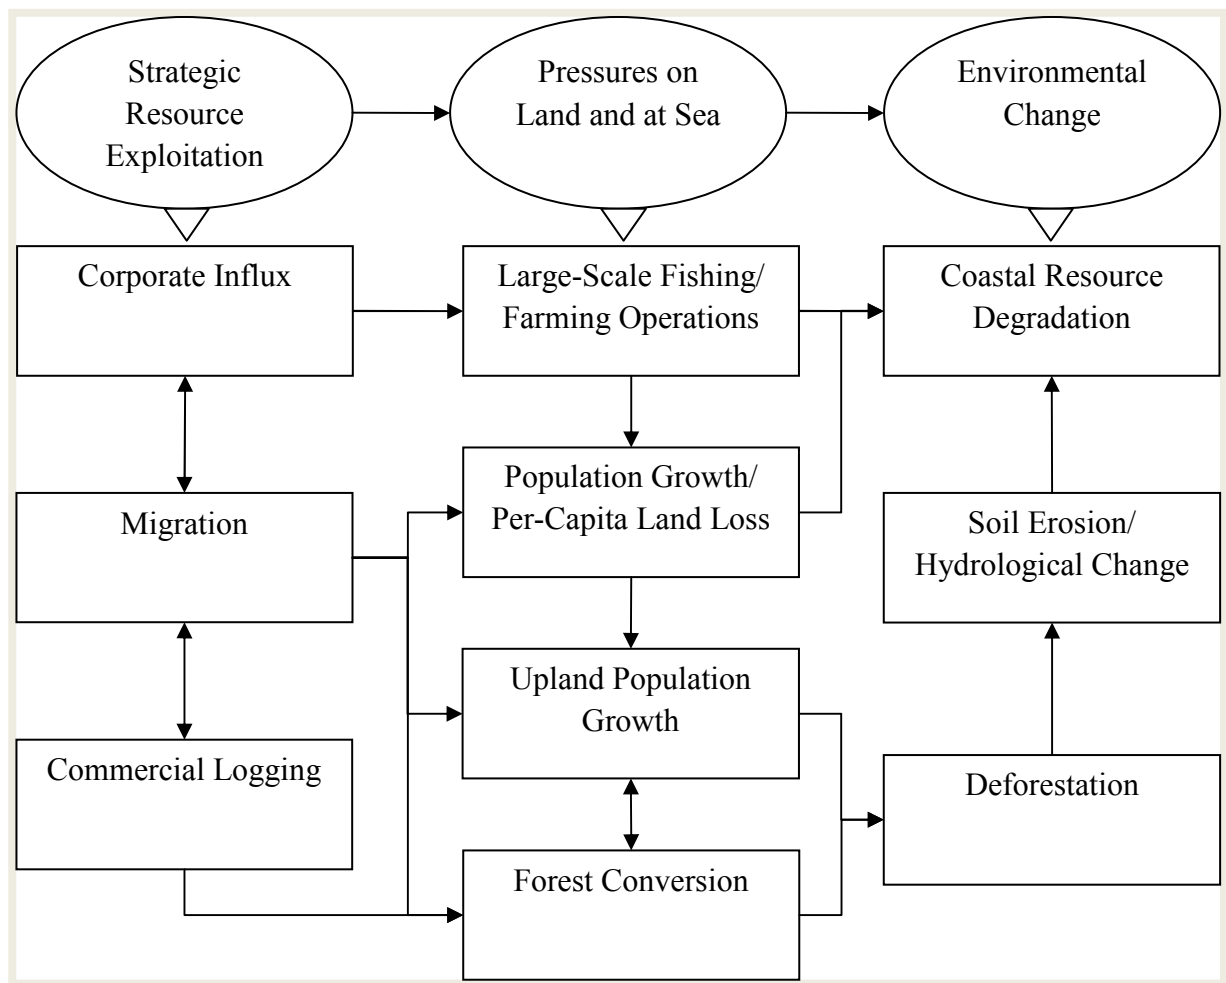 Strategic
Resource
Exploitation
Pressures on
Land and at Sea
Environmental
Change
Corporate Influx
Large-Scale Fishing/
Farming Operations
Coastal Resource
Degradation
Migration
Population Growth/
Per-Capita Land Loss
Soil Erosion/
Hydrological Change
Commercial Logging
Upland Population
Growth
Deforestation
Forest Conversion